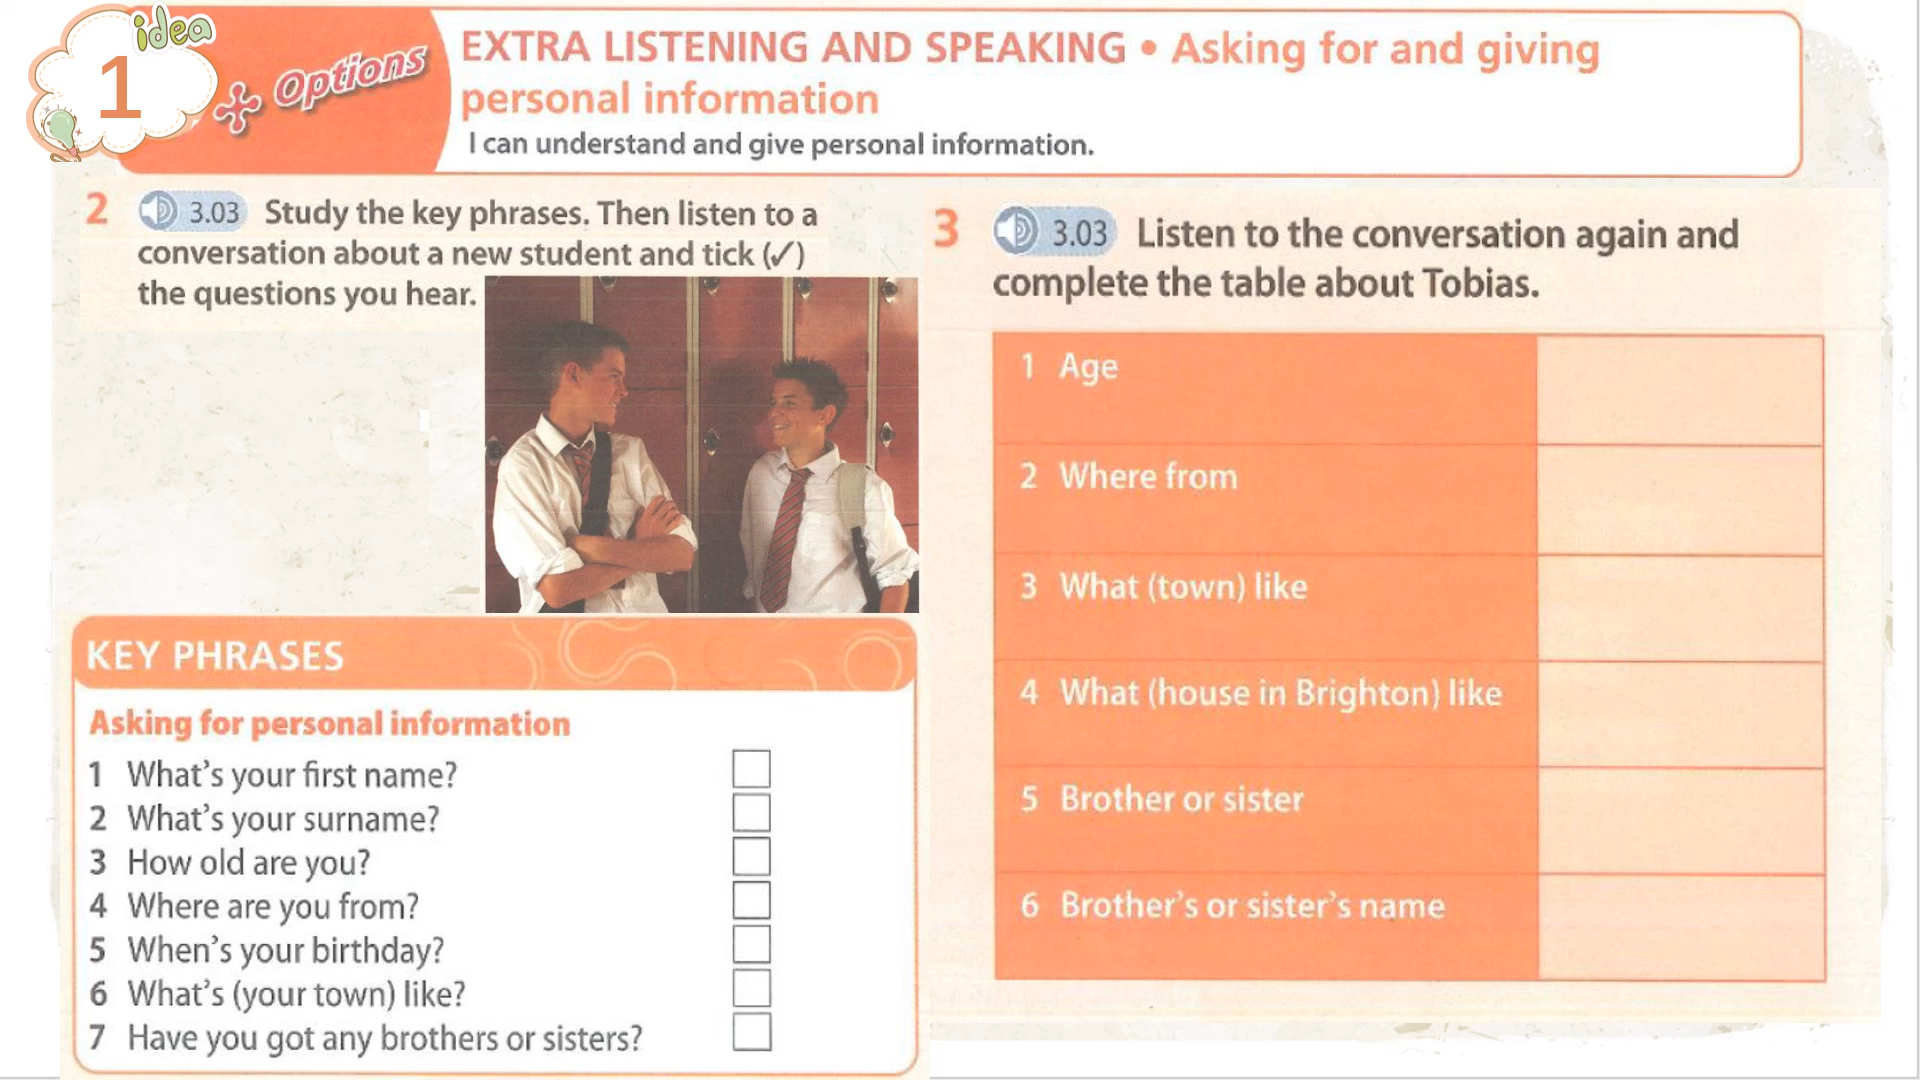 idea
1
Options
EXTRA LISTENING AND SPEAKING • Asking for and giving
personal information
I can understand and give personal information.
2 3.03 Study the key phrases. Then listen to a
conversation about a new student and tick (✓)
the questions you hear.
KEY PHRASES
Asking for personal information
1 What's your first name?
2 What's your surname?
3 How old are you?
4 Where are you from?
5 When's your birthday?
6 What's (your town) like?
7 Have you got any brothers or sisters?
3 3.03 Listen to the conversation again and
complete the table about Tobias.
1 Age
2 Where from
3 What (town) like
4 What (house in Brighton) like
5 Brother or sister
6 Brother's or sister's name